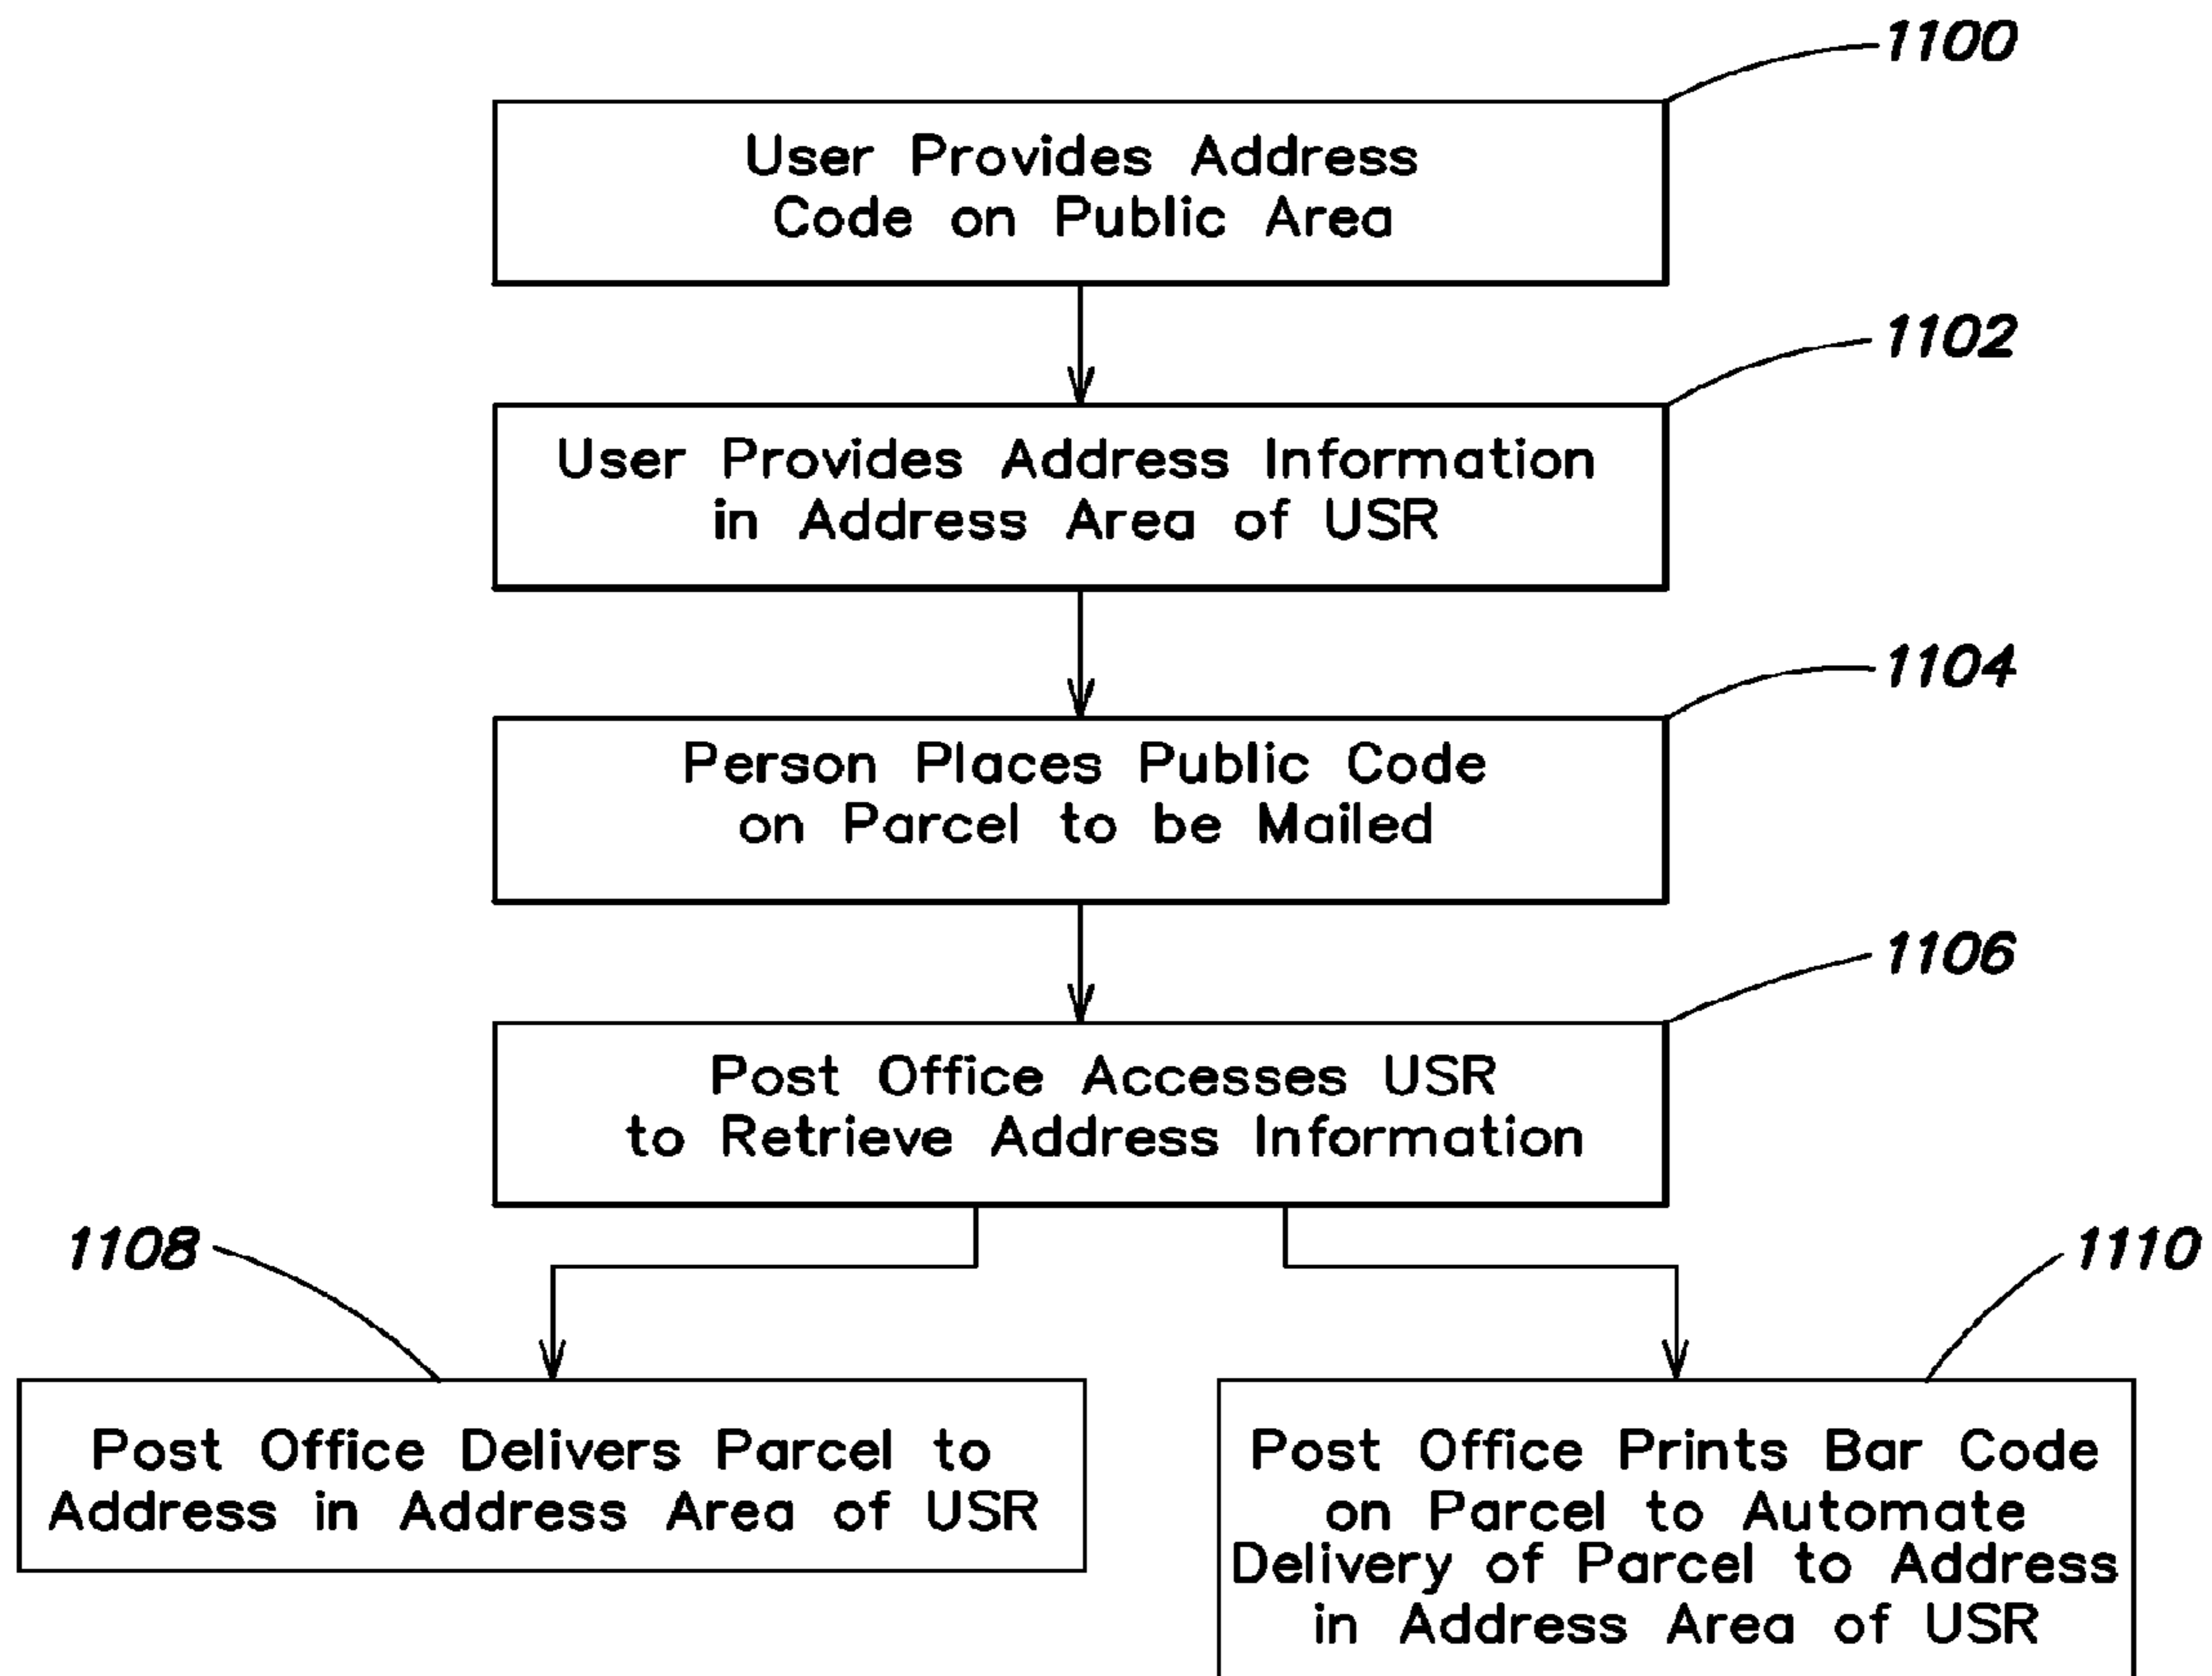 1100
User Provides Address
Code on Public Area
1102
User Provides Address Information
in Address Area of USR
1104
Person Places Public Code
on Parcel to be Mailed
1106
Post Office Accesses USR
to Retrieve Address Information
1108
Post Office Delivers Parcel to
Address in Address Area of USR
1110
Post Office Prints Bar Code
on Parcel to Automate
Delivery of Parcel to Address
in Address Area of USR